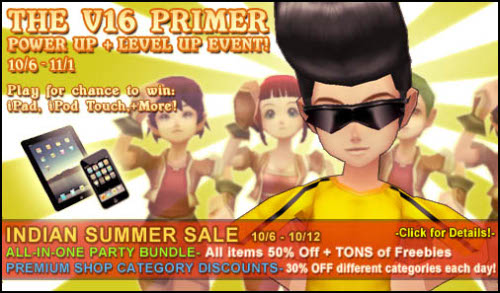 THE V16 PRIMER
POWER UP + LEVEL UP EVENT!
10/6 - 11/1
Play for chance to win:
iPad, iPod Touch,+More!
INDIAN SUMMER SALE 10/6 - 10/12
-Click for Details!-
ALL-IN-ONE PARTY BUNDLE- All items 50% Off + TONS of Freebies
PREMIUM SHOP CATEGORY DISCOUNTS- 30% OFF different categories each day!